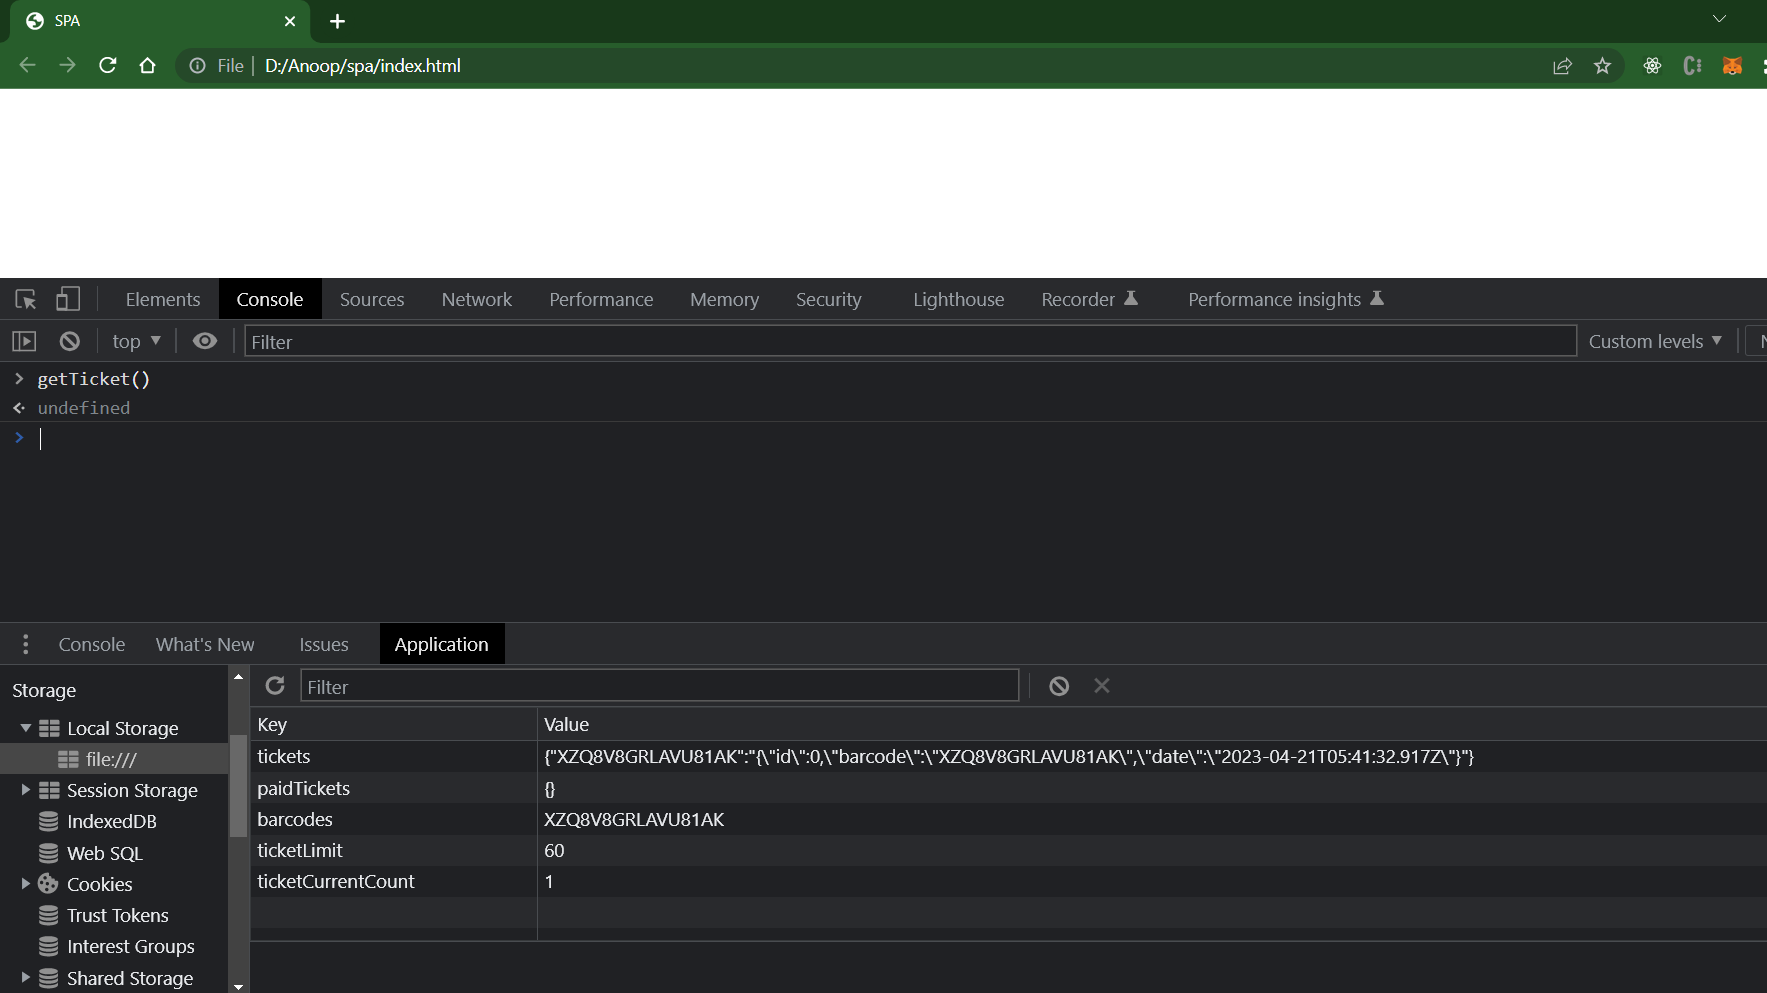 SPA
File D:/Anoop/spa/index.html
Elements Console Sources Network Performance Memory Security Lighthouse Recorder Performance insights
top Filter Custom levels
getTicket()
undefined
Console What's New Issues Application
Storage
Filter
Local Storage
file:///
Session Storage
IndexedDB
Web SQL
Cookies
Trust Tokens
Interest Groups
Shared Storage
Key Value
tickets {"XZQ8V8GRLAVU81AK":"{\"id\":0,\"barcode\":\"XZQ8V8GRLAVU81AK\",\"date\":\"2023-04-21T05:41:32.917Z\"}"}
paidTickets {}
barcodes XZQ8V8GRLAVU81AK
ticketLimit 60
ticketCurrentCount 1